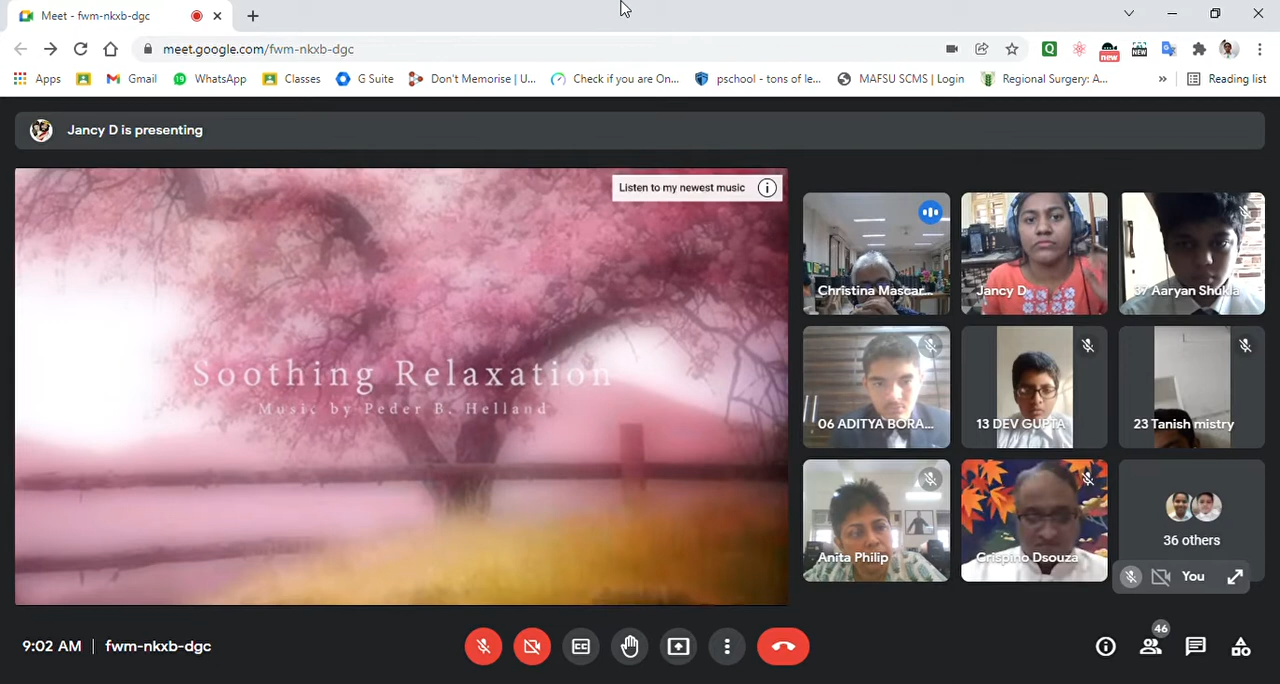 Meet - fwm-nkxb-dgc
meet.google.com/fwm-nkxb-dgc
Q new NEW
Apps Gmail 19 WhatsApp Classes G Suite Don't Memorise | U... Check if you are On... pschool - tons of le... MAFSU SCMS | Login Regional Surgery: A... » Reading list
Jancy D is presenting
Listen to my newest music
Soothing Relaxation
Music by Peder B. Helland
Christina Mascar... Jancy D 37 Aaryan Shukla
06 ADITYA BORA... 13 DEV GUPTA 23 Tanish mistry
36 others
Anita Philip Crispino Dsouza
You
9:02 AM | fwm-nkxb-dgc
CC
46